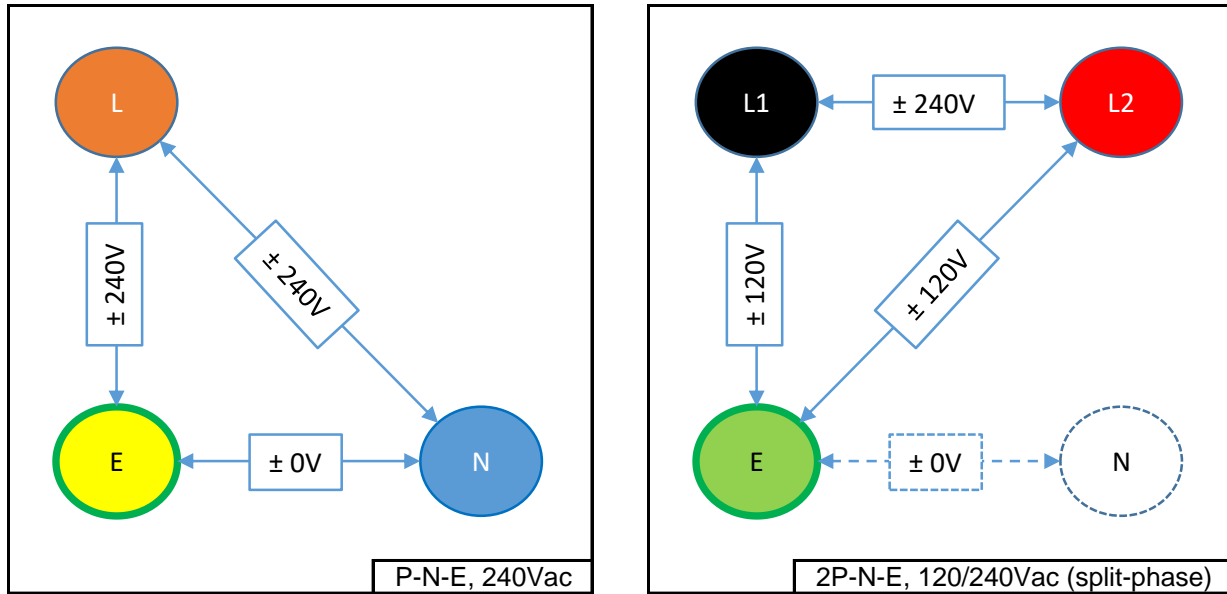 L
± 240V
± 240V
E
± 0V
N
P-N-E, 240Vac
L1
± 240V
L2
± 120V
± 120V
E
± 0V
N
2P-N-E, 120/240Vac (split-phase)